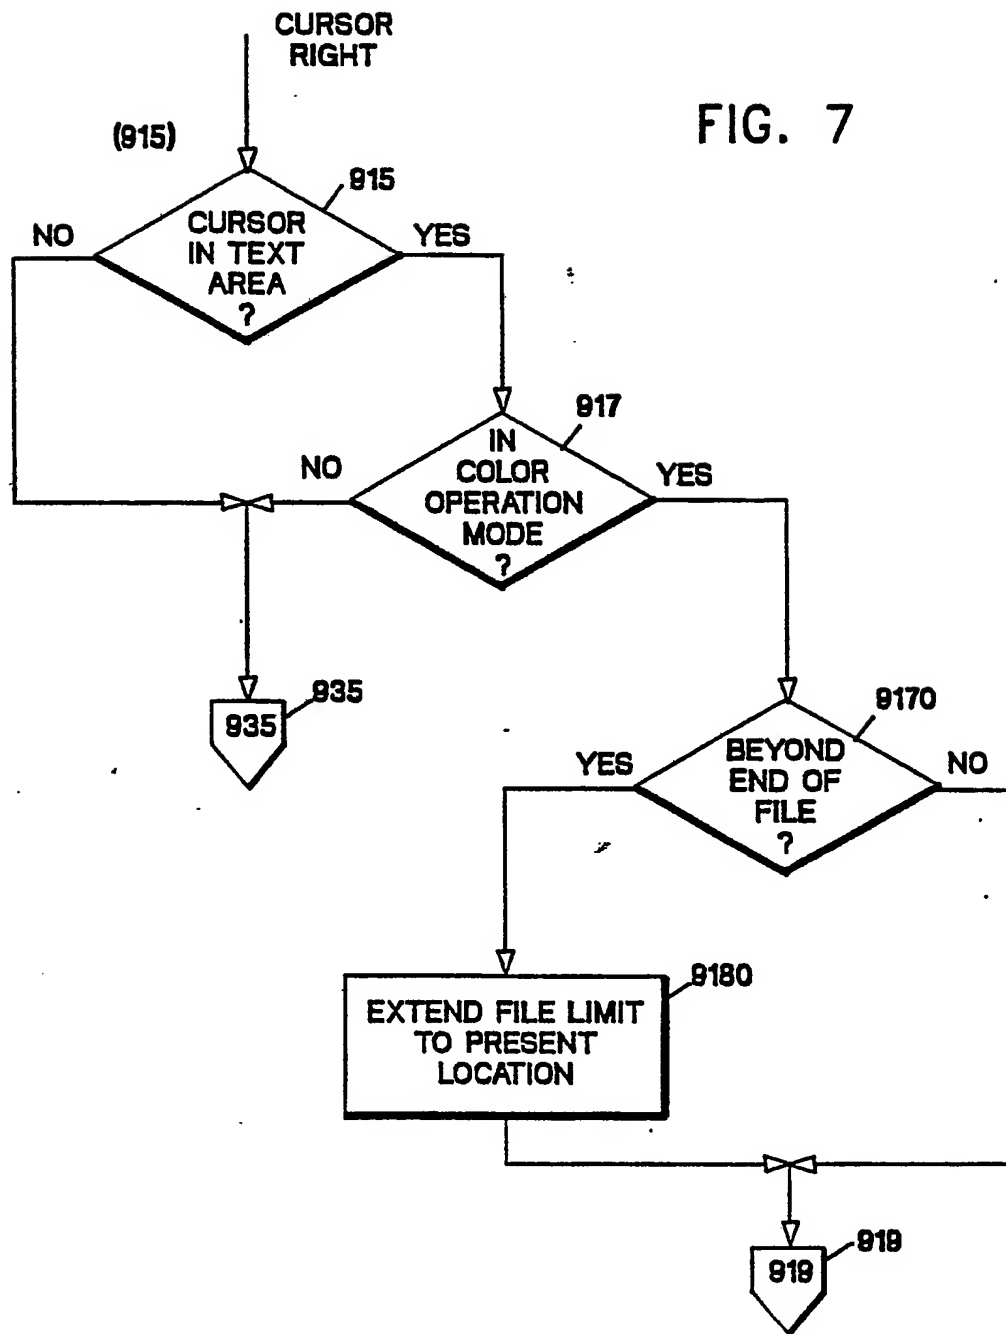 CURSOR
RIGHT
FIG. 7
(915)
915
NO
CURSOR
IN TEXT
AREA
?
YES
917
NO
IN
COLOR
OPERATION
MODE
?
YES
935
935
9170
YES
BEYOND
END OF
FILE
?
NO
9180
EXTEND FILE LIMIT
TO PRESENT
LOCATION
919
919